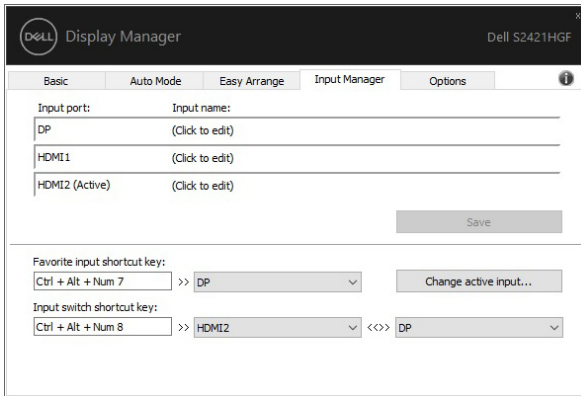 DELL Display Manager Dell S2421HGF
x
Basic Auto Mode Easy Arrange Input Manager Options i
Input port: Input name:
DP (Click to edit)
HDMI1 (Click to edit)
HDMI2 (Active) (Click to edit)
Save
Favorite input shortcut key:
Ctrl + Alt + Num 7 >> DP Change active input...
Input switch shortcut key:
Ctrl + Alt + Num 8 >> HDMI2 <<>> DP